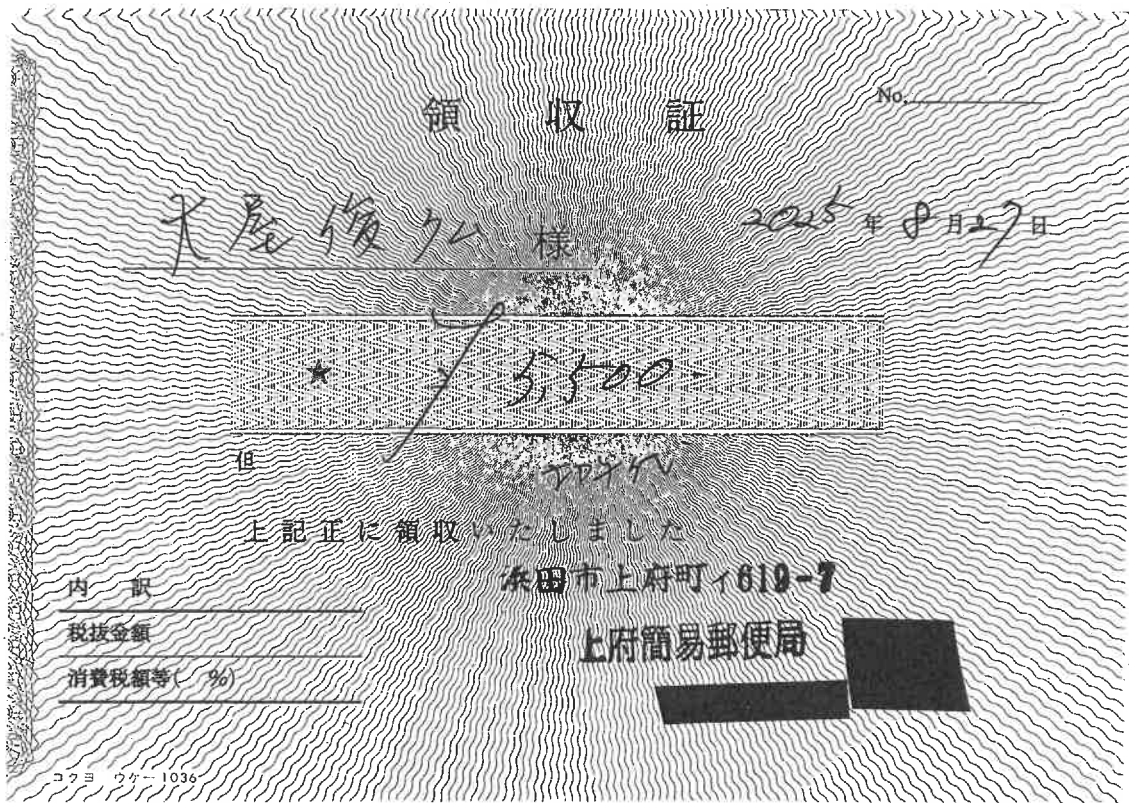 領収証
No.
大屋俊弘 様
2025年8月27日
★ 5,500-
但
上記正に領収いたしました
浜田市上府町イ619-7
上府簡易郵便局
内訳
税抜金額
消費税額等( %)
コクヨ ウケ-1036